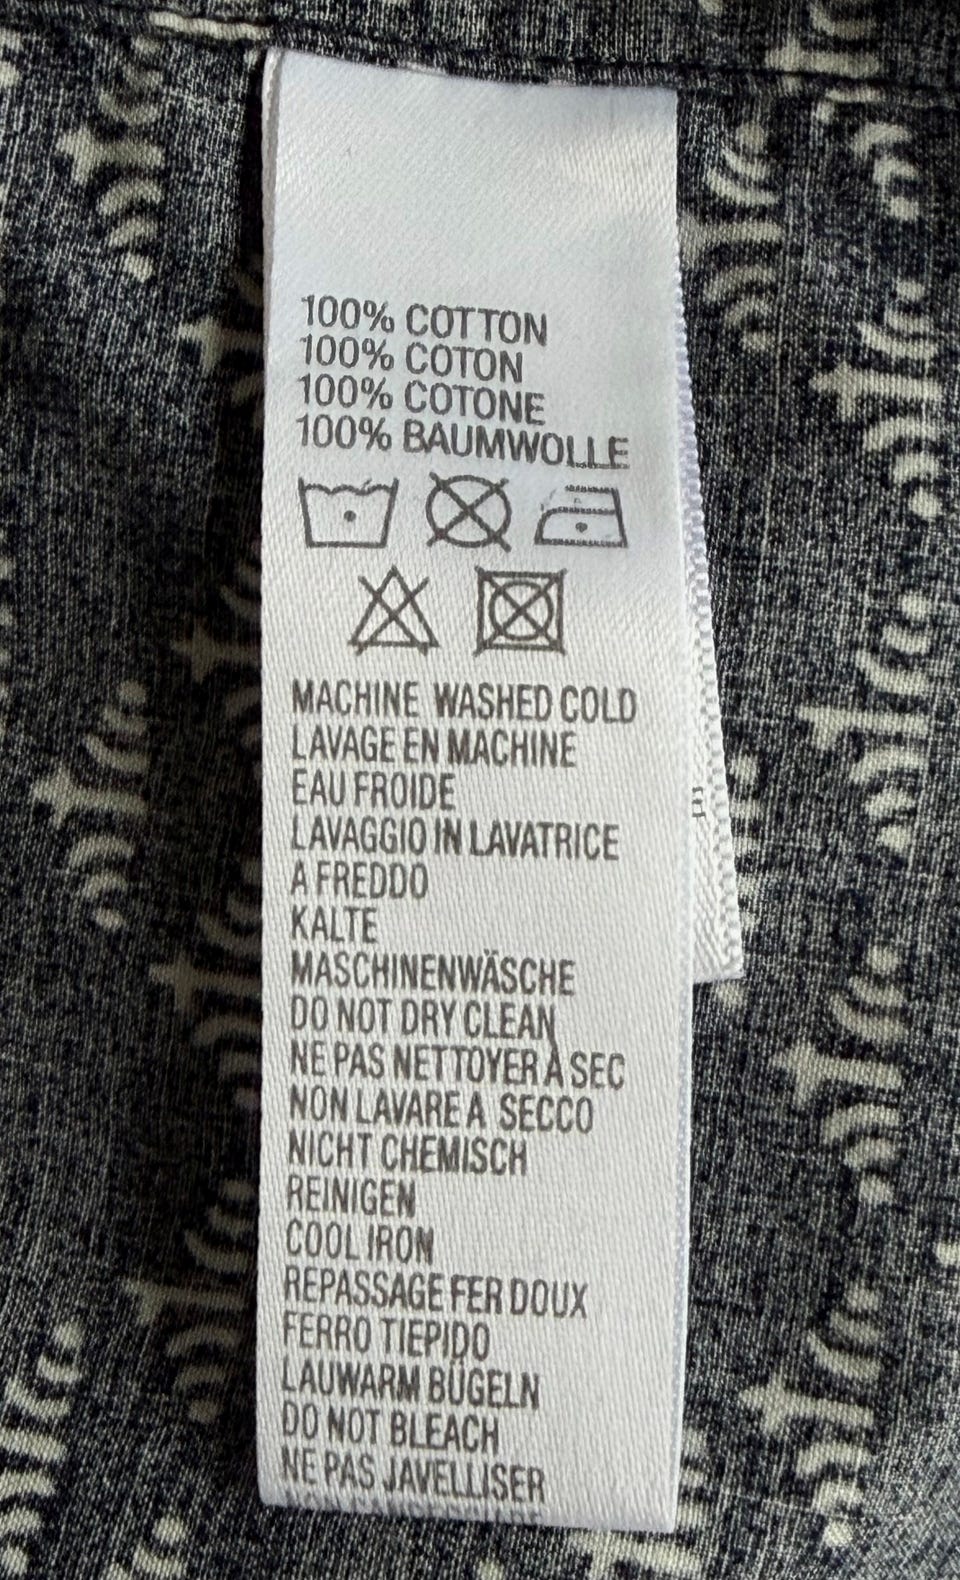 100% COTTON
100% COTON
100% COTONE
100% BAUMWOLLE
MACHINE WASHED COLD
LAVAGE EN MACHINE
EAU FROIDE
LAVAGGIO IN LAVATRICE
A FREDDO
KALTE
MASCHINENWÄSCHE
DO NOT DRY CLEAN
NE PAS NETTOYER À SEC
NON LAVARE A SECCO
NICHT CHEMISCH
REINIGEN
COOL IRON
REPASSAGE FER DOUX
FERRO TIEPIDO
LAUWARM BÜGELN
DO NOT BLEACH
NE PAS JAVELLISER